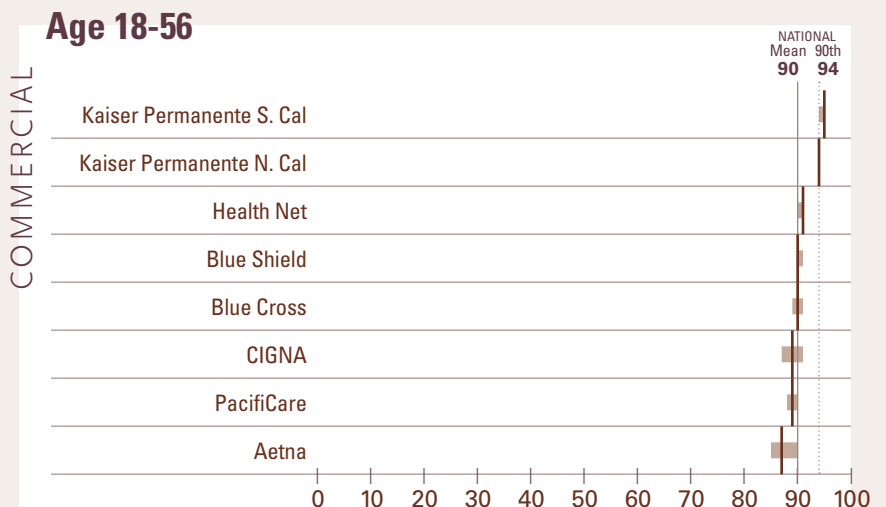 Age 18-56
NATIONAL
Mean 90th
90 94
COMMERCIAL
Kaiser Permanente S. Cal
Kaiser Permanente N. Cal
Health Net
Blue Shield
Blue Cross
CIGNA
PacifiCare
Aetna
0 10 20 30 40 50 60 70 80 90 100